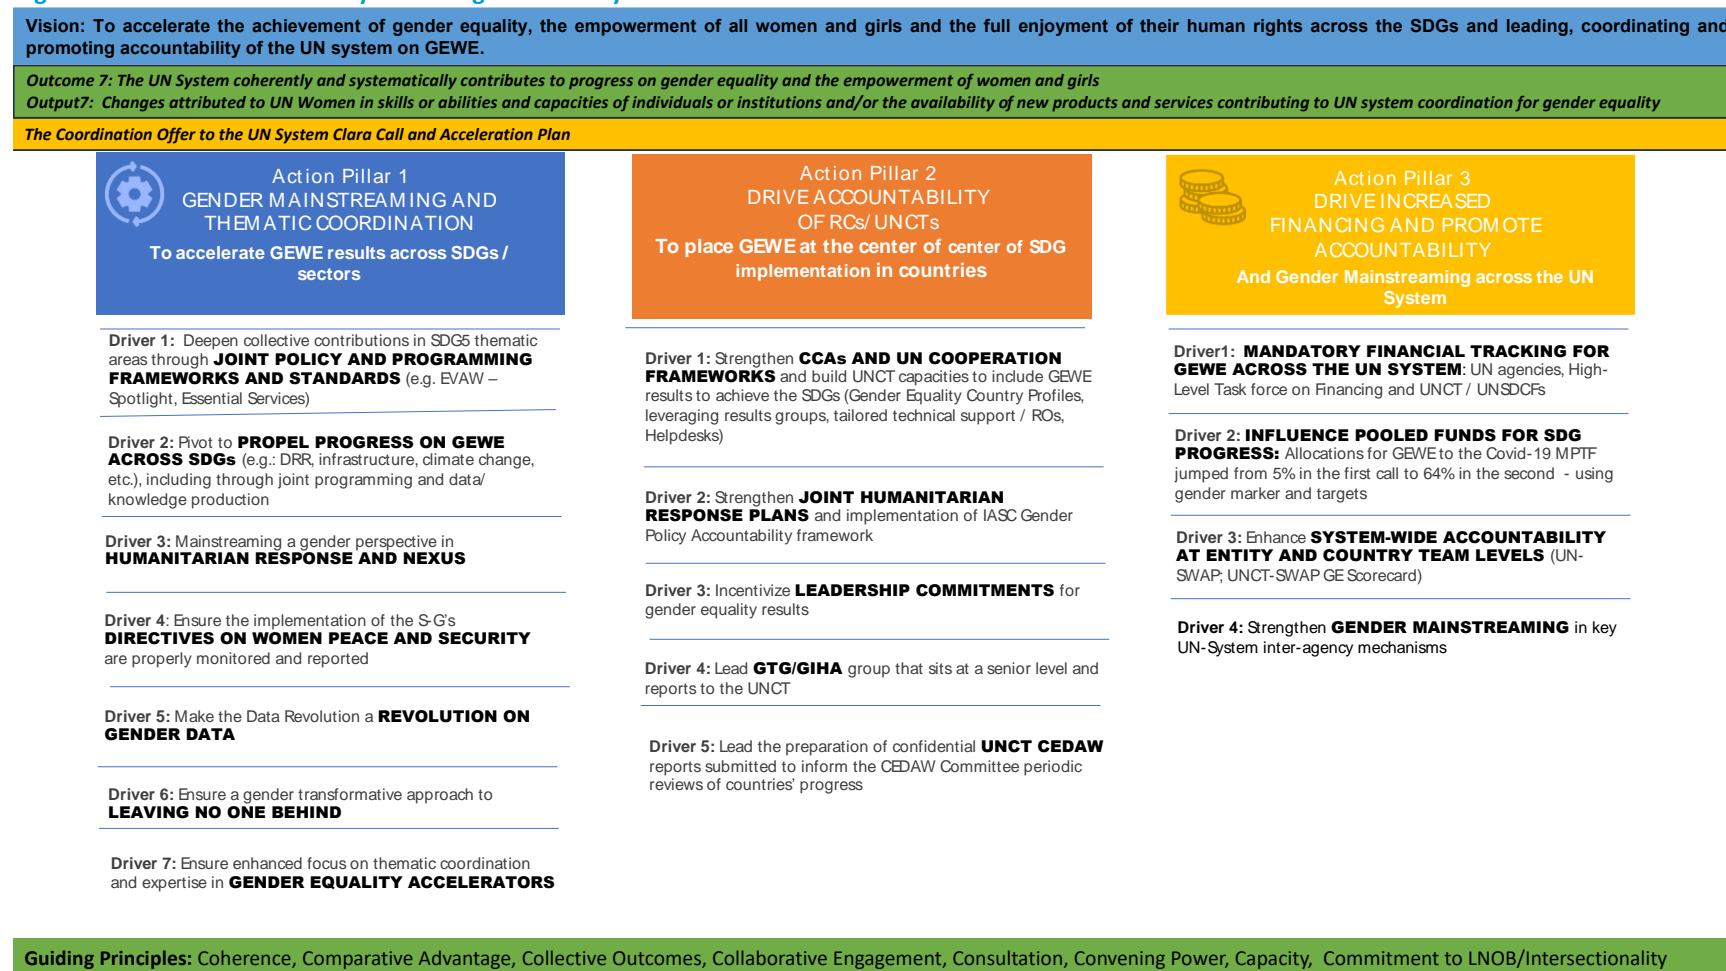 Vision: To accelerate the achievement of gender equality, the empowerment of all women and girls and the full enjoyment of their human rights across the SDGs and leading, coordinating and
promoting accountability of the UN system on GEWE.
Outcome 7: The UN System coherently and systematically contributes to progress on gender equality and the empowerment of women and girls
Output7: Changes attributed to UN Women in skills or abilities and capacities of individuals or institutions and/or the availability of new products and services contributing to UN system coordination for gender equality
The Coordination Offer to the UN System Clara Call and Acceleration Plan
Action Pillar 1
GENDER MAINSTREAMING AND
THEMATIC COORDINATION
To accelerate GEWE results across SDGs /
sectors
Driver 1: Deepen collective contributions in SDG5 thematic
areas through JOINT POLICY AND PROGRAMMING
FRAMEWORKS AND STANDARDS (e.g. EVAW –
Spotlight, Essential Services)
Driver 2: Pivot to PROPEL PROGRESS ON GEWE
ACROSS SDGs (e.g.: DRR, infrastructure, climate change,
etc.), including through joint programming and data/
knowledge production
Driver 3: Mainstreaming a gender perspective in
HUMANITARIAN RESPONSE AND NEXUS
Driver 4: Ensure the implementation of the S-G's
DIRECTIVES ON WOMEN PEACE AND SECURITY
are properly monitored and reported
Driver 5: Make the Data Revolution a REVOLUTION ON
GENDER DATA
Driver 6: Ensure a gender transformative approach to
LEAVING NO ONE BEHIND
Driver 7: Ensure enhanced focus on thematic coordination
and expertise in GENDER EQUALITY ACCELERATORS
Action Pillar 2
DRIVE ACCOUNTABILITY
OF RCs/ UNCTs
To place GEWE at the center of center of SDG
implementation in countries
Driver 1: Strengthen CCAs AND UN COOPERATION
FRAMEWORKS and build UNCT capacities to include GEWE
results to achieve the SDGs (Gender Equality Country Profiles,
leveraging results groups, tailored technical support / ROs,
Helpdesks)
Driver 2: Strengthen JOINT HUMANITARIAN
RESPONSE PLANS and implementation of IASC Gender
Policy Accountability framework
Driver 3: Incentivize LEADERSHIP COMMITMENTS for
gender equality results
Driver 4: Lead GTG/GIHA group that sits at a senior level and
reports to the UNCT
Driver 5: Lead the preparation of confidential UNCT CEDAW
reports submitted to inform the CEDAW Committee periodic
reviews of countries' progress
Action Pillar 3
DRIVE INCREASED
FINANCING AND PROMOTE
ACCOUNTABILITY
And Gender Mainstreaming across the UN
System
Driver1: MANDATORY FINANCIAL TRACKING FOR
GEWE ACROSS THE UN SYSTEM: UN agencies, High-
Level Task force on Financing and UNCT / UNSDCFs
Driver 2: INFLUENCE POOLED FUNDS FOR SDG
PROGRESS: Allocations for GEWE to the Covid-19 MPTF
jumped from 5% in the first call to 64% in the second - using
gender marker and targets
Driver 3: Enhance SYSTEM-WIDE ACCOUNTABILITY
AT ENTITY AND COUNTRY TEAM LEVELS (UN-
SWAP; UNCT-SWAP GE Scorecard)
Driver 4: Strengthen GENDER MAINSTREAMING in key
UN-System inter-agency mechanisms
Guiding Principles: Coherence, Comparative Advantage, Collective Outcomes, Collaborative Engagement, Consultation, Convening Power, Capacity, Commitment to LNOB/Intersectionality